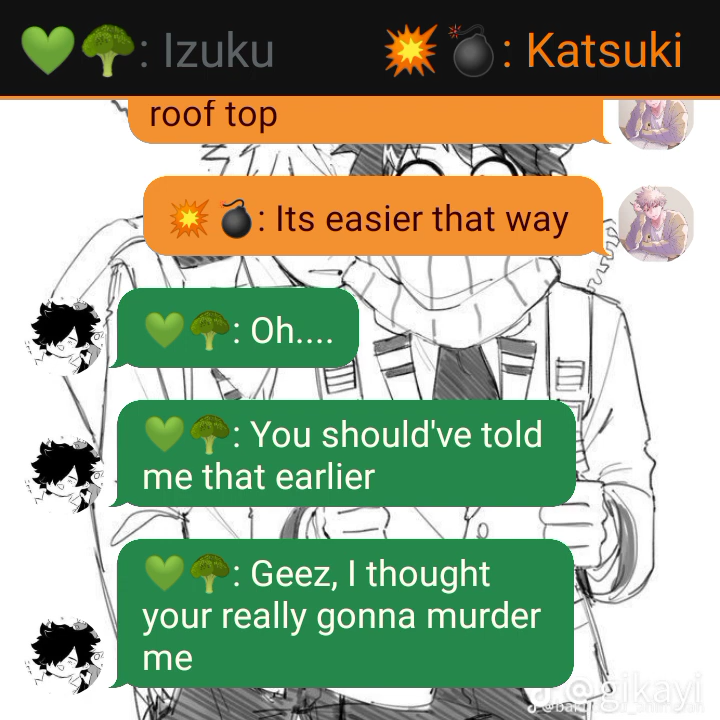 💚🥦: Izuku 💥💣: Katsuki
roof top
💥💣: Its easier that way
💚🥦: Oh....
💚🥦: You should've told
me that earlier
💚🥦: Geez, I thought
your really gonna murder
me
@gikayi